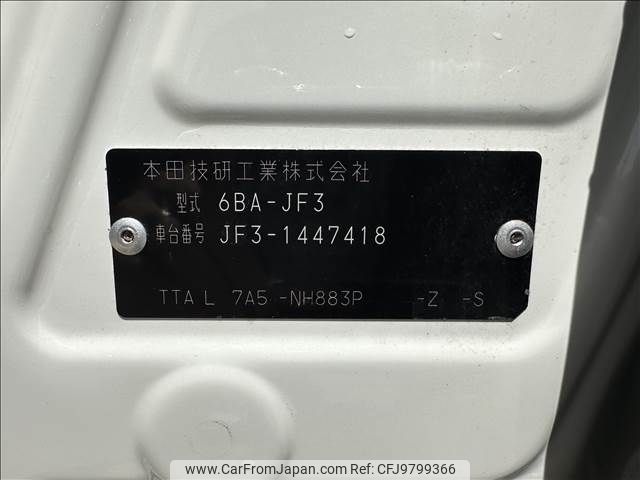 本田技研工業株式会社
型式 6BA-JF3
車台番号 JF3-1447418
TTA L 7A5 -NH883P -Z -S
www.CarFromJapan.com @CFJ9799366